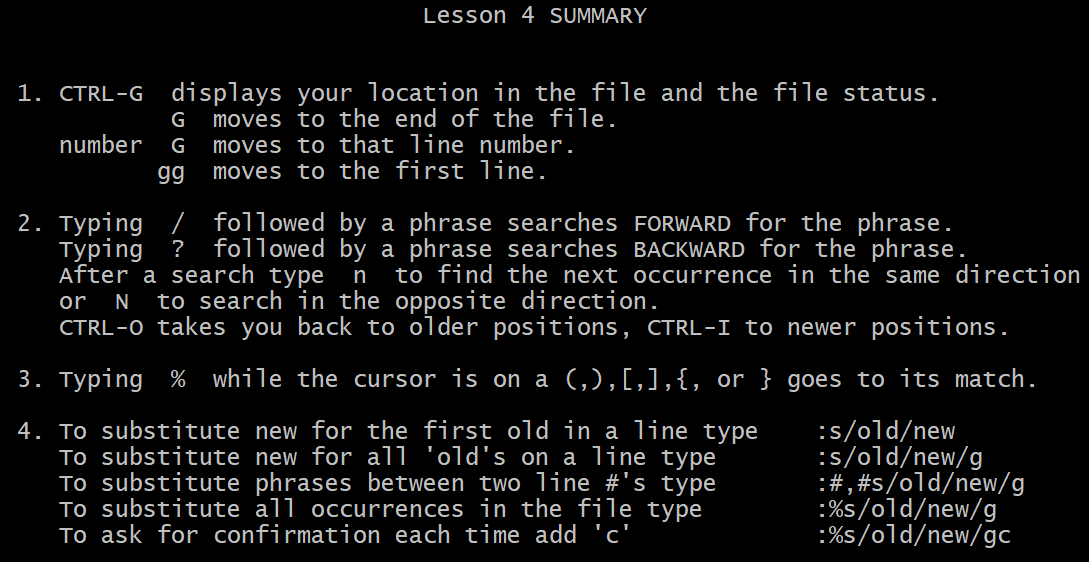 Lesson 4 SUMMARY
1. CTRL-G  displays your location in the file and the file status.
G  moves to the end of the file.
number  G  moves to that line number.
gg  moves to the first line.
2. Typing  /  followed by a phrase searches FORWARD for the phrase.
Typing  ?  followed by a phrase searches BACKWARD for the phrase.
After a search type  n  to find the next occurrence in the same direction
or  N  to search in the opposite direction.
CTRL-O takes you back to older positions, CTRL-I to newer positions.
3. Typing  %  while the cursor is on a (,),[,],{, or } goes to its match.
4. To substitute new for the first old in a line type    :s/old/new
To substitute new for all 'old's on a line type       :s/old/new/g
To substitute phrases between two line #'s type       :#,#s/old/new/g
To substitute all occurrences in the file type        :%s/old/new/g
To ask for confirmation each time add 'c'             :%s/old/new/gc